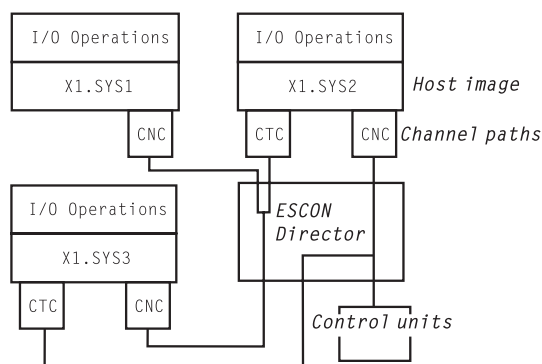 I/O Operations
X1.SYS1
CNC
I/O Operations
X1.SYS2
Host image
CTC
CNC
Channel paths
I/O Operations
X1.SYS3
CTC
CNC
ESCON
Director
Control units